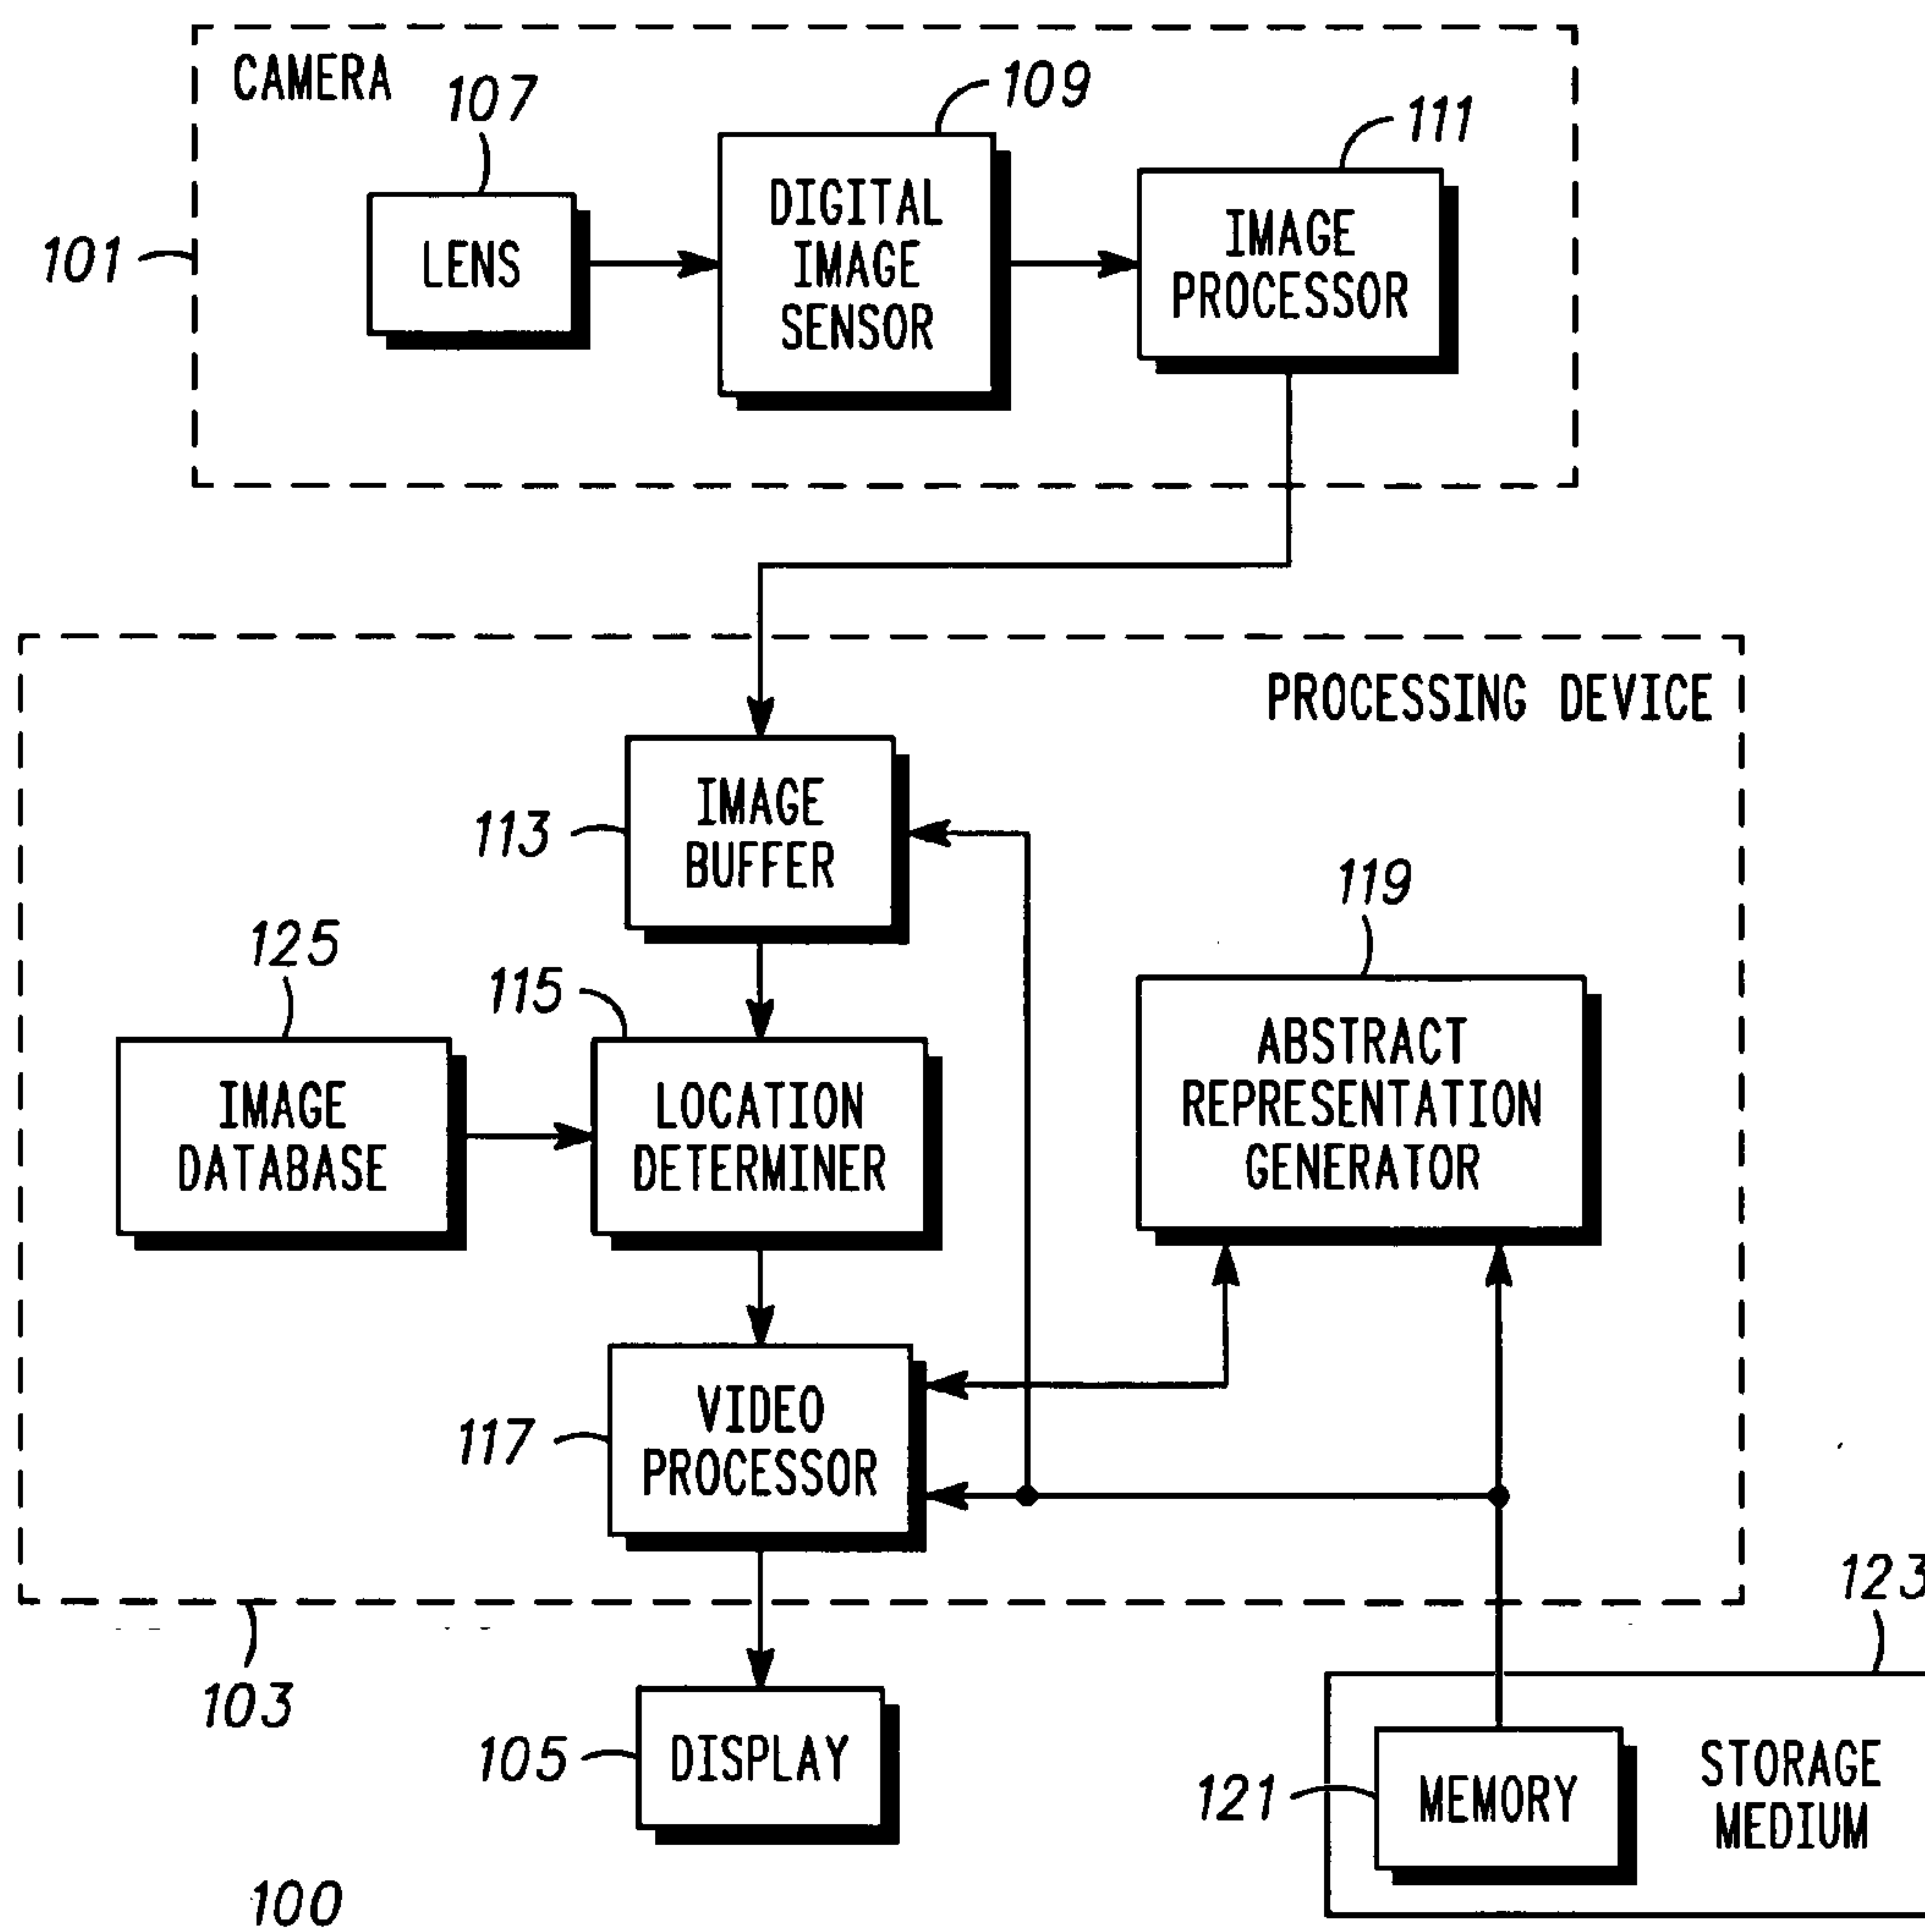 CAMERA
107
109
111
101
LENS
DIGITAL
IMAGE
SENSOR
IMAGE
PROCESSOR
PROCESSING DEVICE
113
IMAGE
BUFFER
119
125
115
IMAGE
DATABASE
LOCATION
DETERMINER
ABSTRACT
REPRESENTATION
GENERATOR
117
VIDEO
PROCESSOR
123
103
105
DISPLAY
121
MEMORY
STORAGE
MEDIUM
100